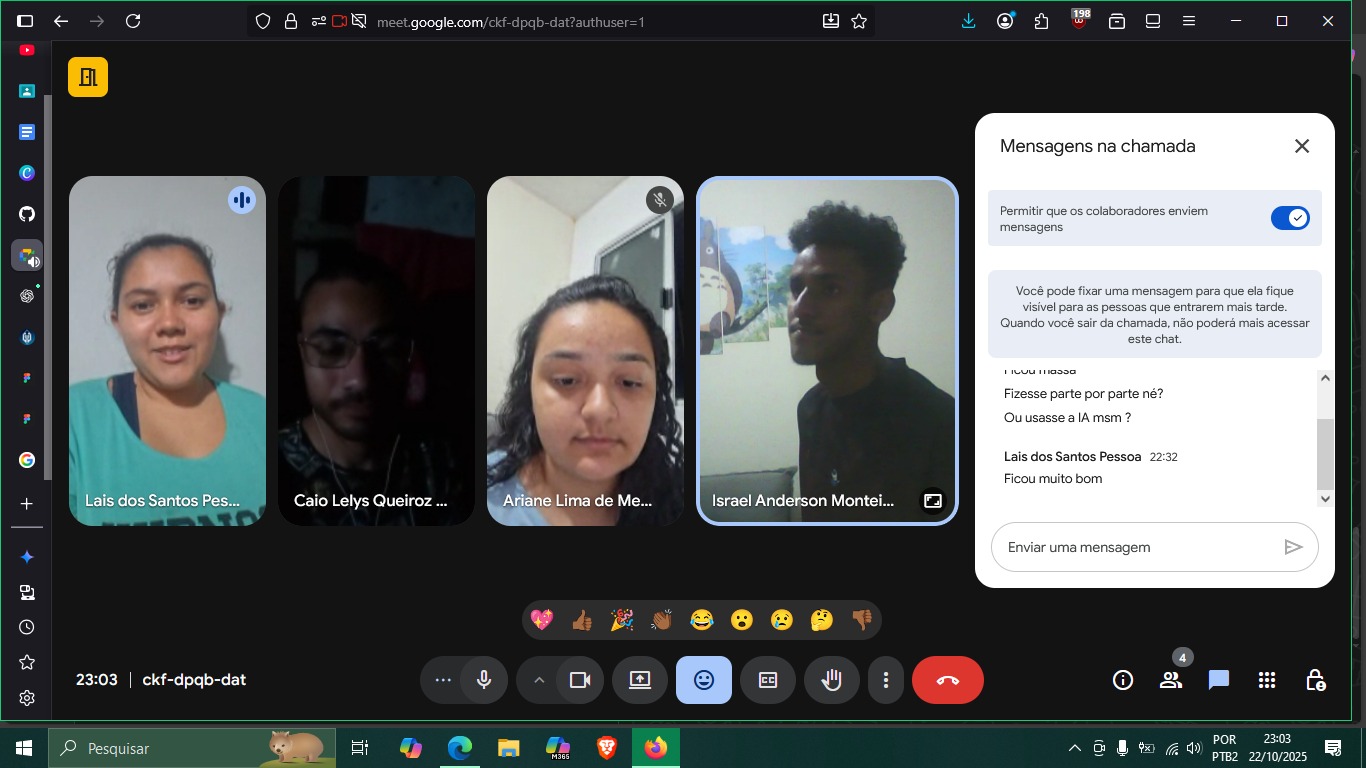 meet.google.com/ckf-dpqb-dat?authuser=1
198
Mensagens na chamada
Permitir que os colaboradores enviem
mensagens
Você pode fixar uma mensagem para que ela fique
visível para as pessoas que entrarem mais tarde.
Quando você sair da chamada, não poderá mais acessar
este chat.
Ficou massa
Fizesse parte por parte né?
Ou usasse a IA msm ?
Lais dos Santos Pessoa 22:32
Ficou muito bom
Enviar uma mensagem
Lais dos Santos Pes...
Caio Lelys Queiroz ...
Ariane Lima de Me...
Israel Anderson Montei...
23:03 | ckf-dpqb-dat
CC
4
Pesquisar
M365
POR
PTB2
23:03
22/10/2025